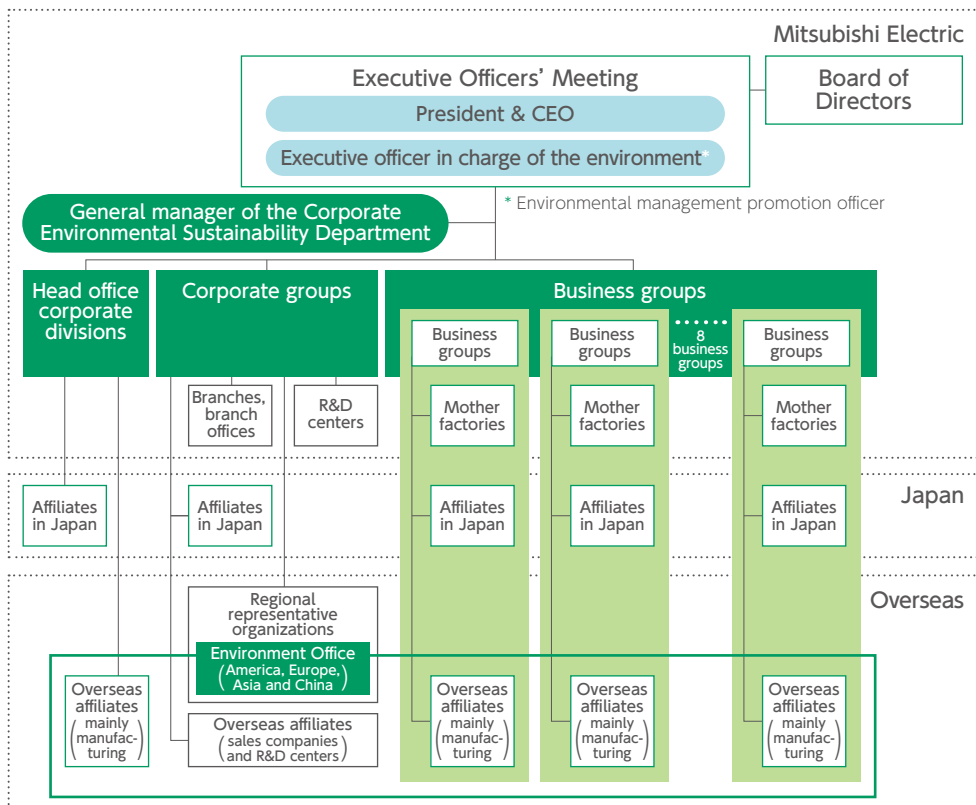 Mitsubishi Electric
Executive Officers’ Meeting
President & CEO
Executive officer in charge of the environment*
Board of
Directors
* Environmental management promotion officer
General manager of the Corporate
Environmental Sustainability Department
Head office
corporate
divisions
Corporate groups
Business groups
Business
groups
Business
groups
8
business
groups
Business
groups
Branches,
branch
offices
R&D
centers
Mother
factories
Mother
factories
Mother
factories
Japan
Affiliates
in Japan
Affiliates
in Japan
Affiliates
in Japan
Affiliates
in Japan
Affiliates
in Japan
Overseas
Regional
representative
organizations
Environment Office
(America, Europe,
Asia and China)
Overseas
affiliates
(mainly
manufac-
turing)
Overseas affiliates
(sales companies
and R&D centers)
Overseas
affiliates
(mainly
manufac-
turing)
Overseas
affiliates
(mainly
manufac-
turing)
Overseas
affiliates
(mainly
manufac-
turing)